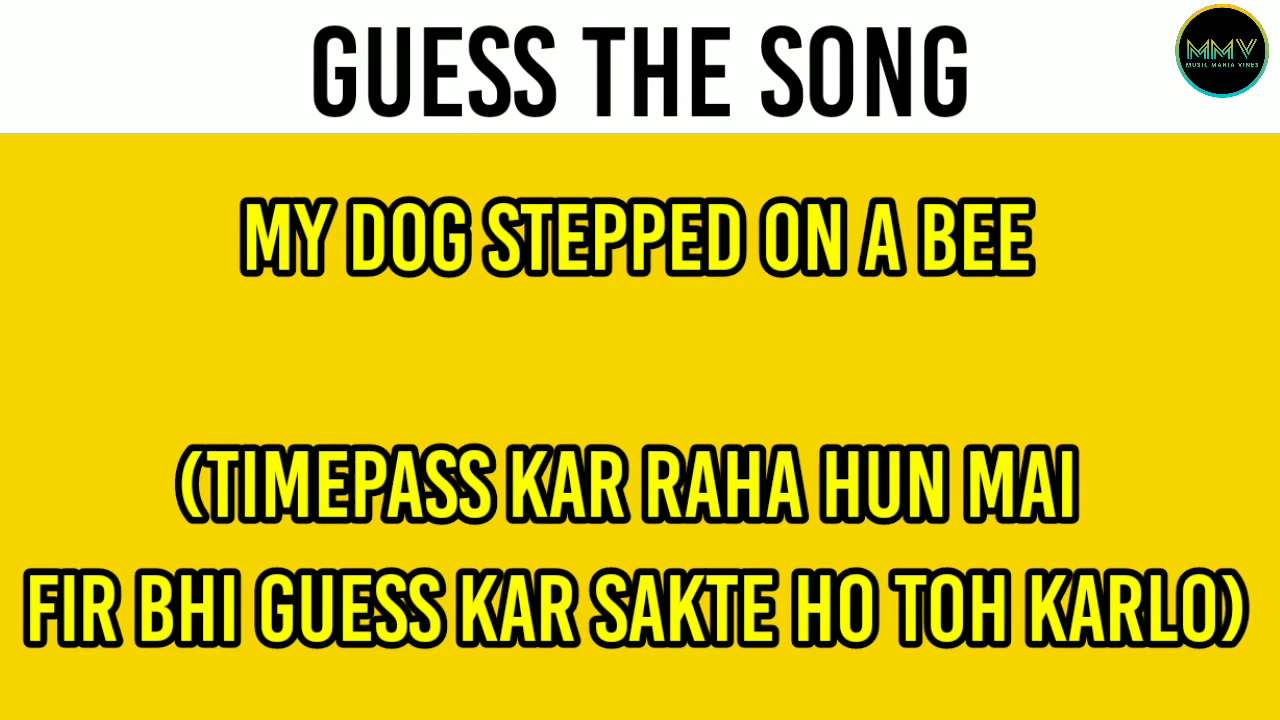 GUESS THE SONG
MMV
MUSIC MANIA VINES
MY DOG STEPPED ON A BEE
(TIMEPASS KAR RAHA HUN MAI
FIR BHI GUESS KAR SAKTE HO TOH KARLO)